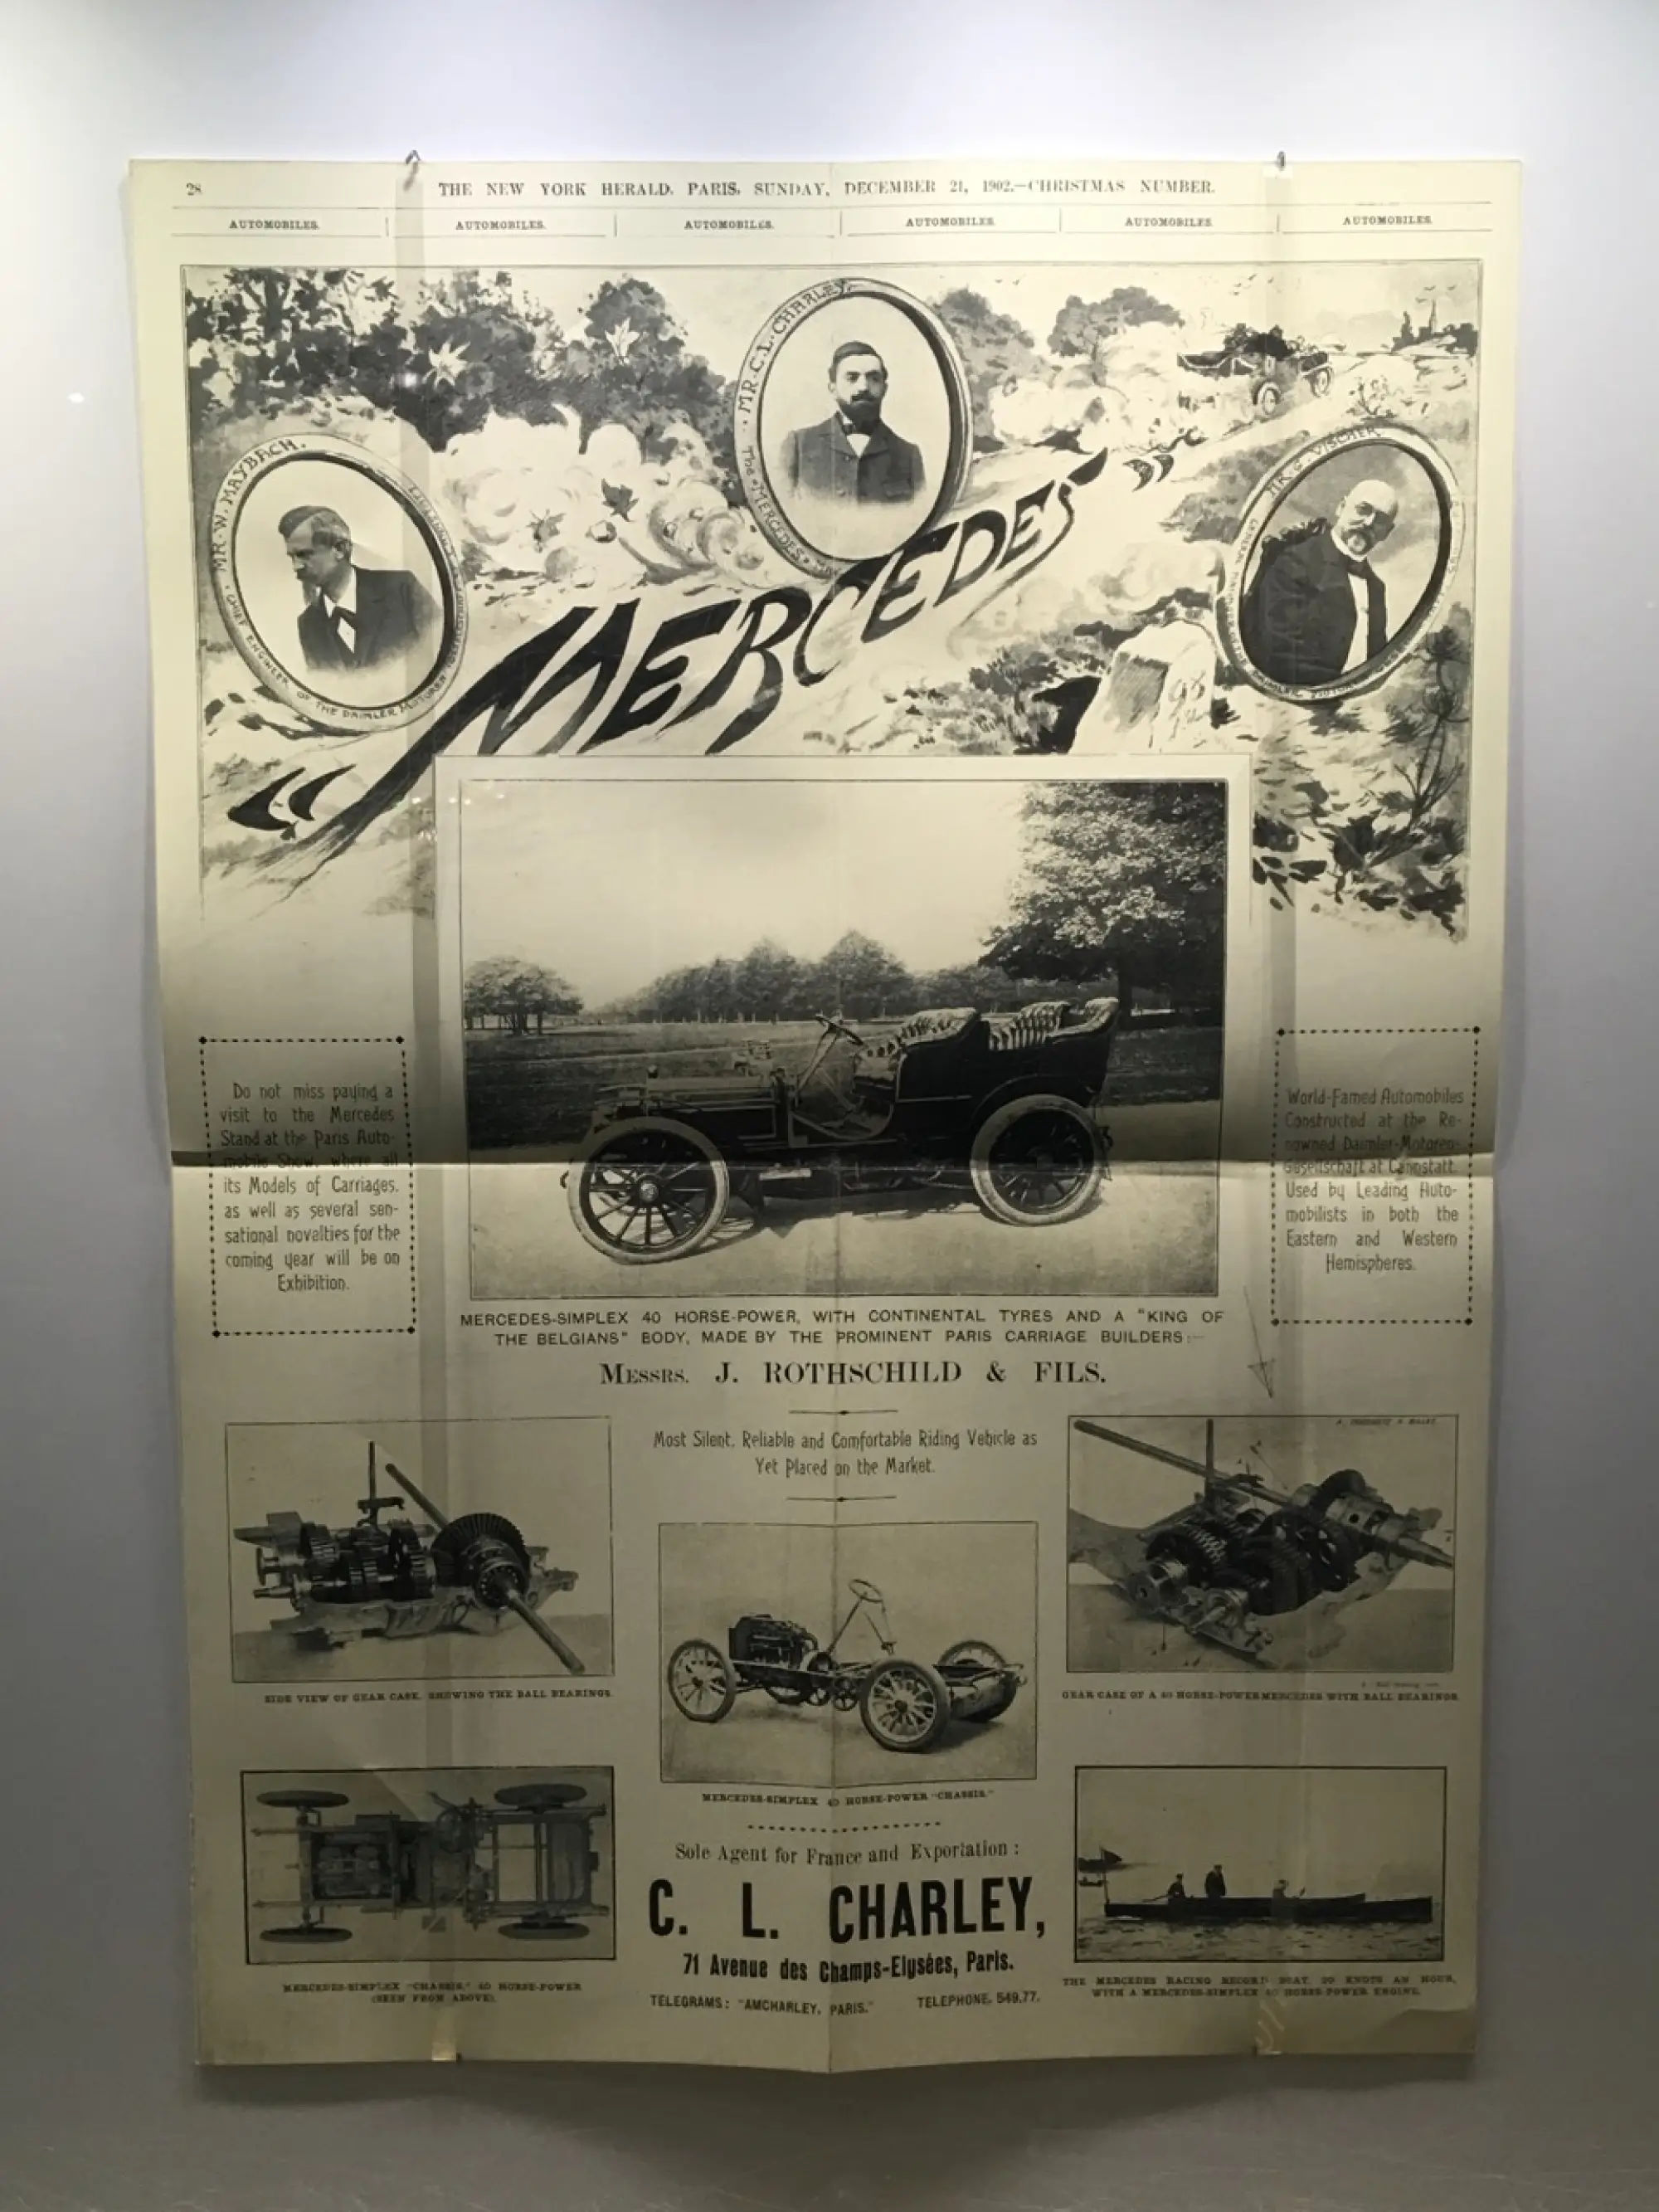 28
THE NEW YORK HERALD, PARIS, SUNDAY, DECEMBER 21, 1902.—CHRISTMAS NUMBER.
AUTOMOBILES. AUTOMOBILES. AUTOMOBILES. AUTOMOBILES. AUTOMOBILES. AUTOMOBILES.
MR. C. L. CHARLEY.
The "MERCEDES"
MR. W. MAYBACH.
CHIEF ENGINEER OF THE DAIMLER MOTOREN
MR. G. VISCHER
"MERCEDES"
Do not miss paying a
visit to the Mercedes
Stand at the Paris Auto-
mobile Show, where all
its Models of Carriages,
as well as several sen-
sational novelties for the
coming year will be on
Exhibition.
World-Famed Automobiles
Constructed at the Re-
nowned Daimler-Motoren-
Gesellschaft at Cannstatt.
Used by Leading Auto-
mobilists in both the
Eastern and Western
Hemispheres.
MERCEDES-SIMPLEX 40 HORSE-POWER, WITH CONTINENTAL TYRES AND A "KING OF
THE BELGIANS" BODY, MADE BY THE PROMINENT PARIS CARRIAGE BUILDERS:—
MESSRS. J. ROTHSCHILD & FILS.
Most Silent, Reliable and Comfortable Riding Vehicle as
Yet Placed on the Market.
SIDE VIEW OF GEAR CASE, SHOWING THE BALL BEARINGS.
GEAR CASE OF A 40 HORSE-POWER MERCEDES WITH BALL BEARINGS.
MERCEDES-SIMPLEX 40 HORSE-POWER "CHASSIS."
MERCEDES-SIMPLEX "CHASSIS," 40 HORSE-POWER
(SEEN FROM ABOVE).
Sole Agent for France and Exportation:
C. L. CHARLEY,
71 Avenue des Champs-Elysées, Paris.
TELEGRAMS: "AMCHARLEY, PARIS." TELEPHONE, 549.77.
THE MERCEDES RACING RECORD BOAT, 20 KNOTS AN HOUR,
WITH A MERCEDES-SIMPLEX 40 HORSE-POWER ENGINE.